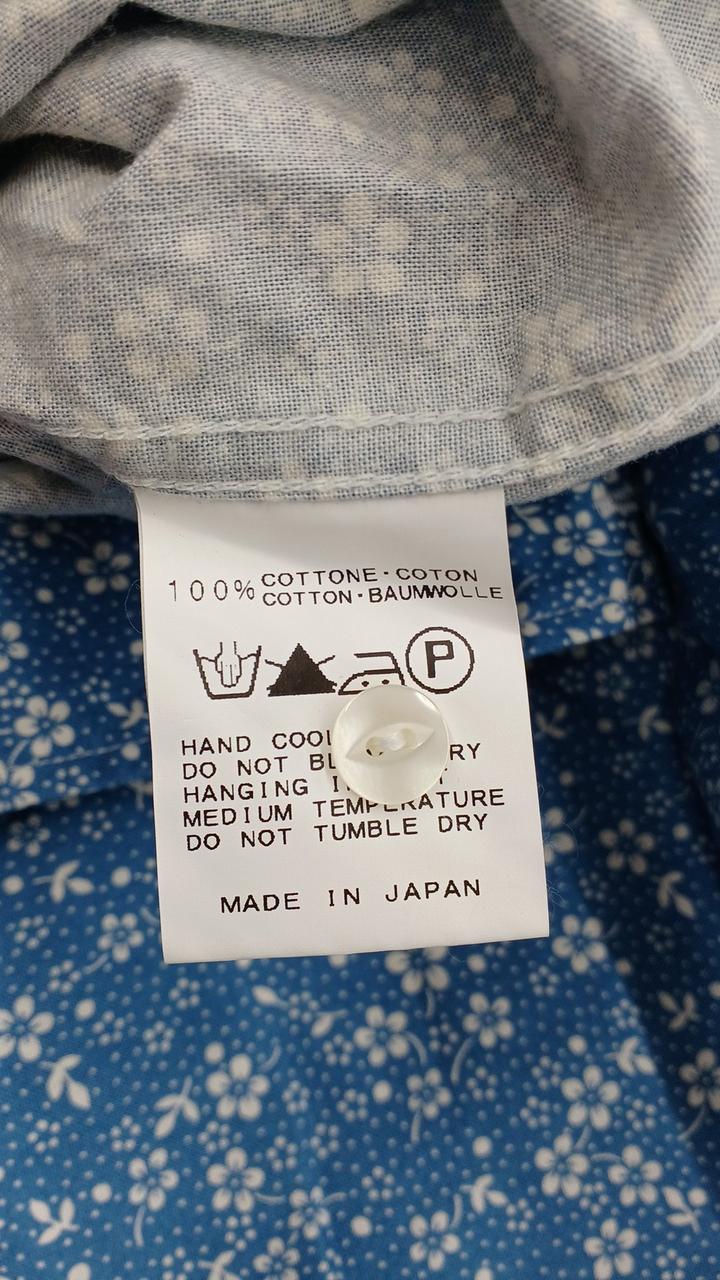 100% COTTONE·COTON
COTTON·BAUMWOLLE
P
HAND COOL
DO NOT RY
HANGING
MEDIUM TEMPERATURE
DO NOT TUMBLE DRY
MADE IN JAPAN